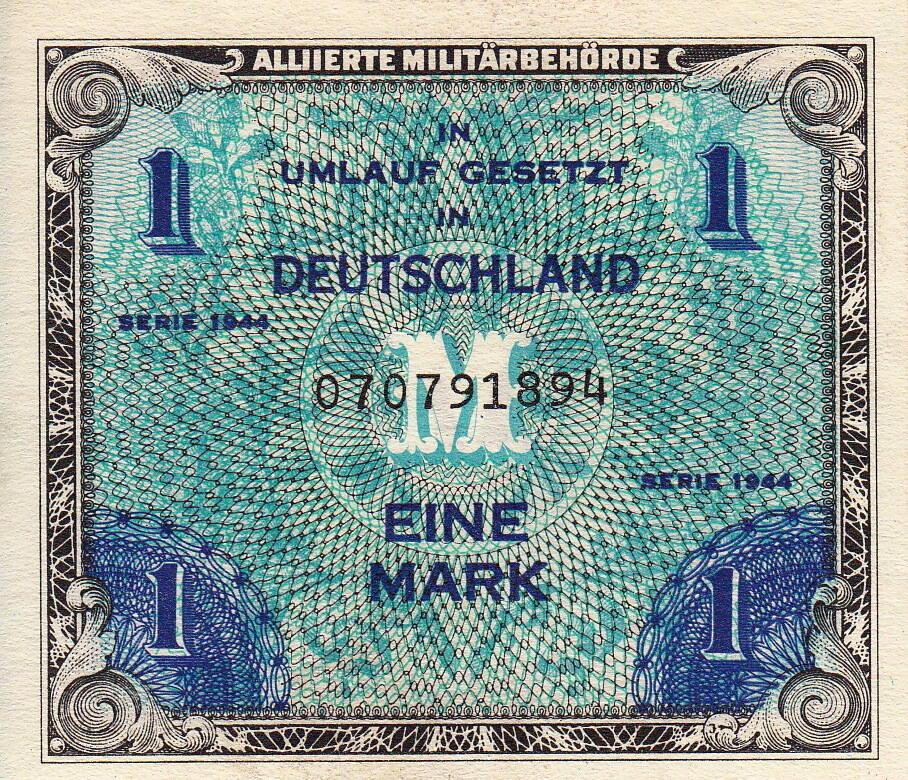 ALLIIERTE MILITÄRBEHÖRDE
IN
UMLAUF GESETZT
IN
DEUTSCHLAND
1
1
SERIE 1944
M
070791894
SERIE 1944
EINE
MARK
1
1